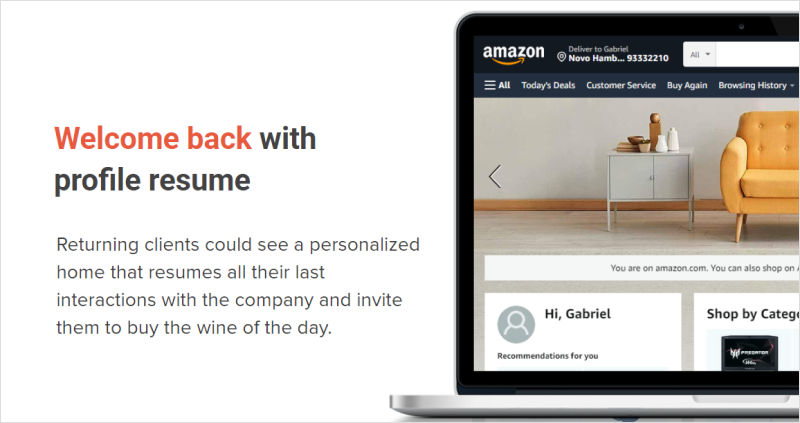 Welcome back with
profile resume
Returning clients could see a personalized
home that resumes all their last
interactions with the company and invite
them to buy the wine of the day.
amazon
Deliver to Gabriel
Novo Hamb... 93332210
All
All Today's Deals Customer Service Buy Again Browsing History
You are on amazon.com. You can also shop on
Hi, Gabriel
Recommendations for you
Shop by Catego
PREDATOR